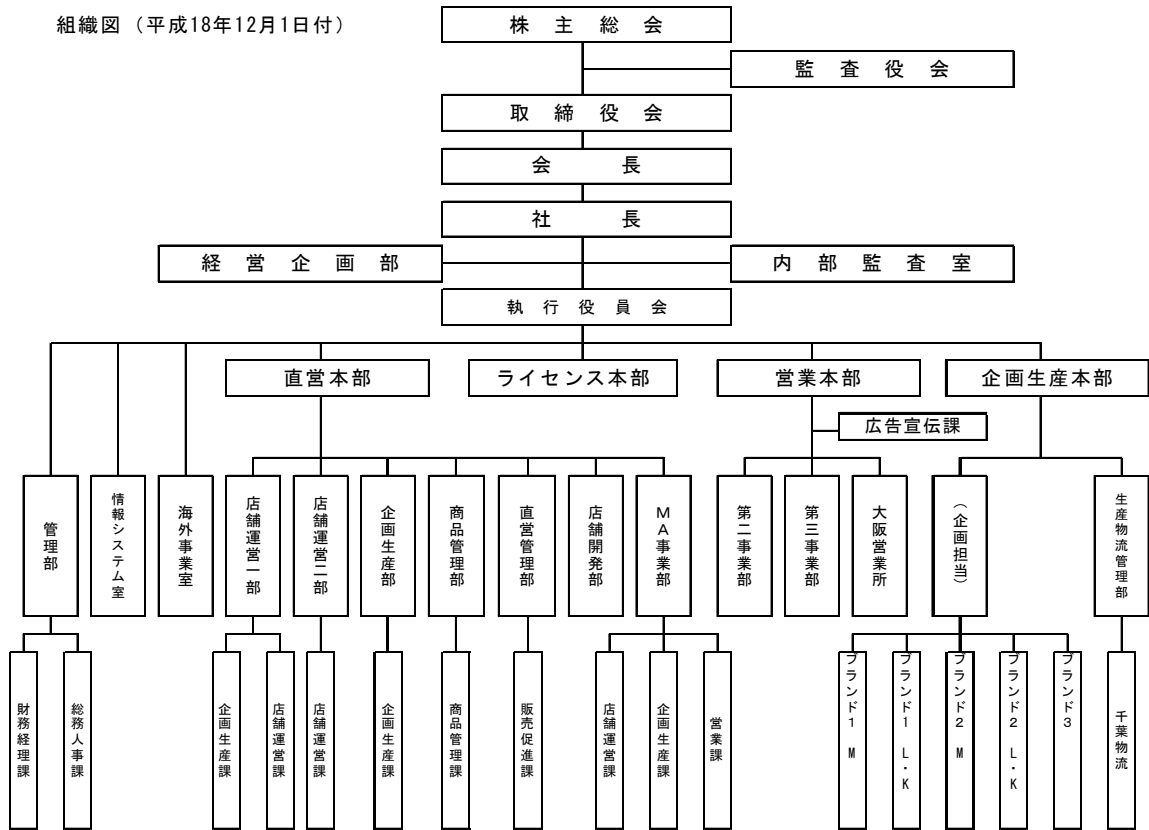 組織図（平成18年12月1日付）
株主総会
監査役会
取締役会
会長
社長
経営企画部
内部監査室
執行役員会
直営本部
ライセンス本部
営業本部
企画生産本部
広告宣伝課
管理部
情報システム室
海外事業室
店舗運営一部
店舗運営二部
企画生産部
商品管理部
直営管理部
店舗開発部
MA事業部
第二事業部
第三事業部
大阪営業所
（企画担当）
生産物流管理部
財務経理課
総務人事課
企画生産課
店舗運営課
店舗運営課
企画生産課
商品管理課
販売促進課
店舗運営課
企画生産課
営業課
ブランド1 M
ブランド1 L・K
ブランド2 M
ブランド2 L・K
ブランド3
千葉物流